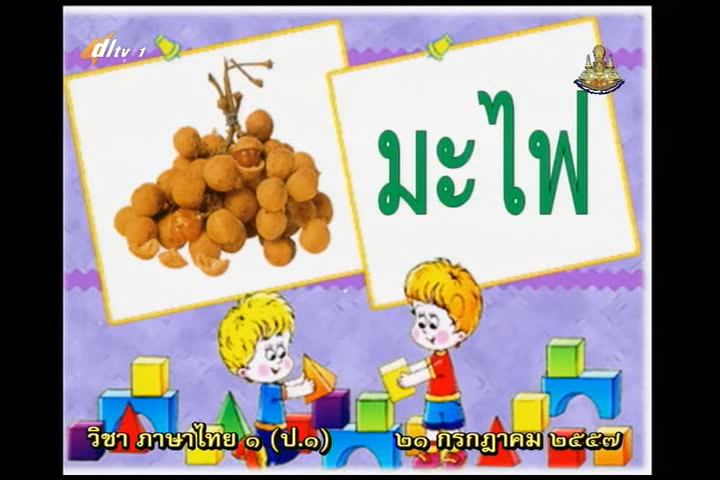 dltv 1
มะไฟ
วิชา ภาษาไทย ๑ (ป.๑) ๒๑ กรกฎาคม ๒๕๕๗